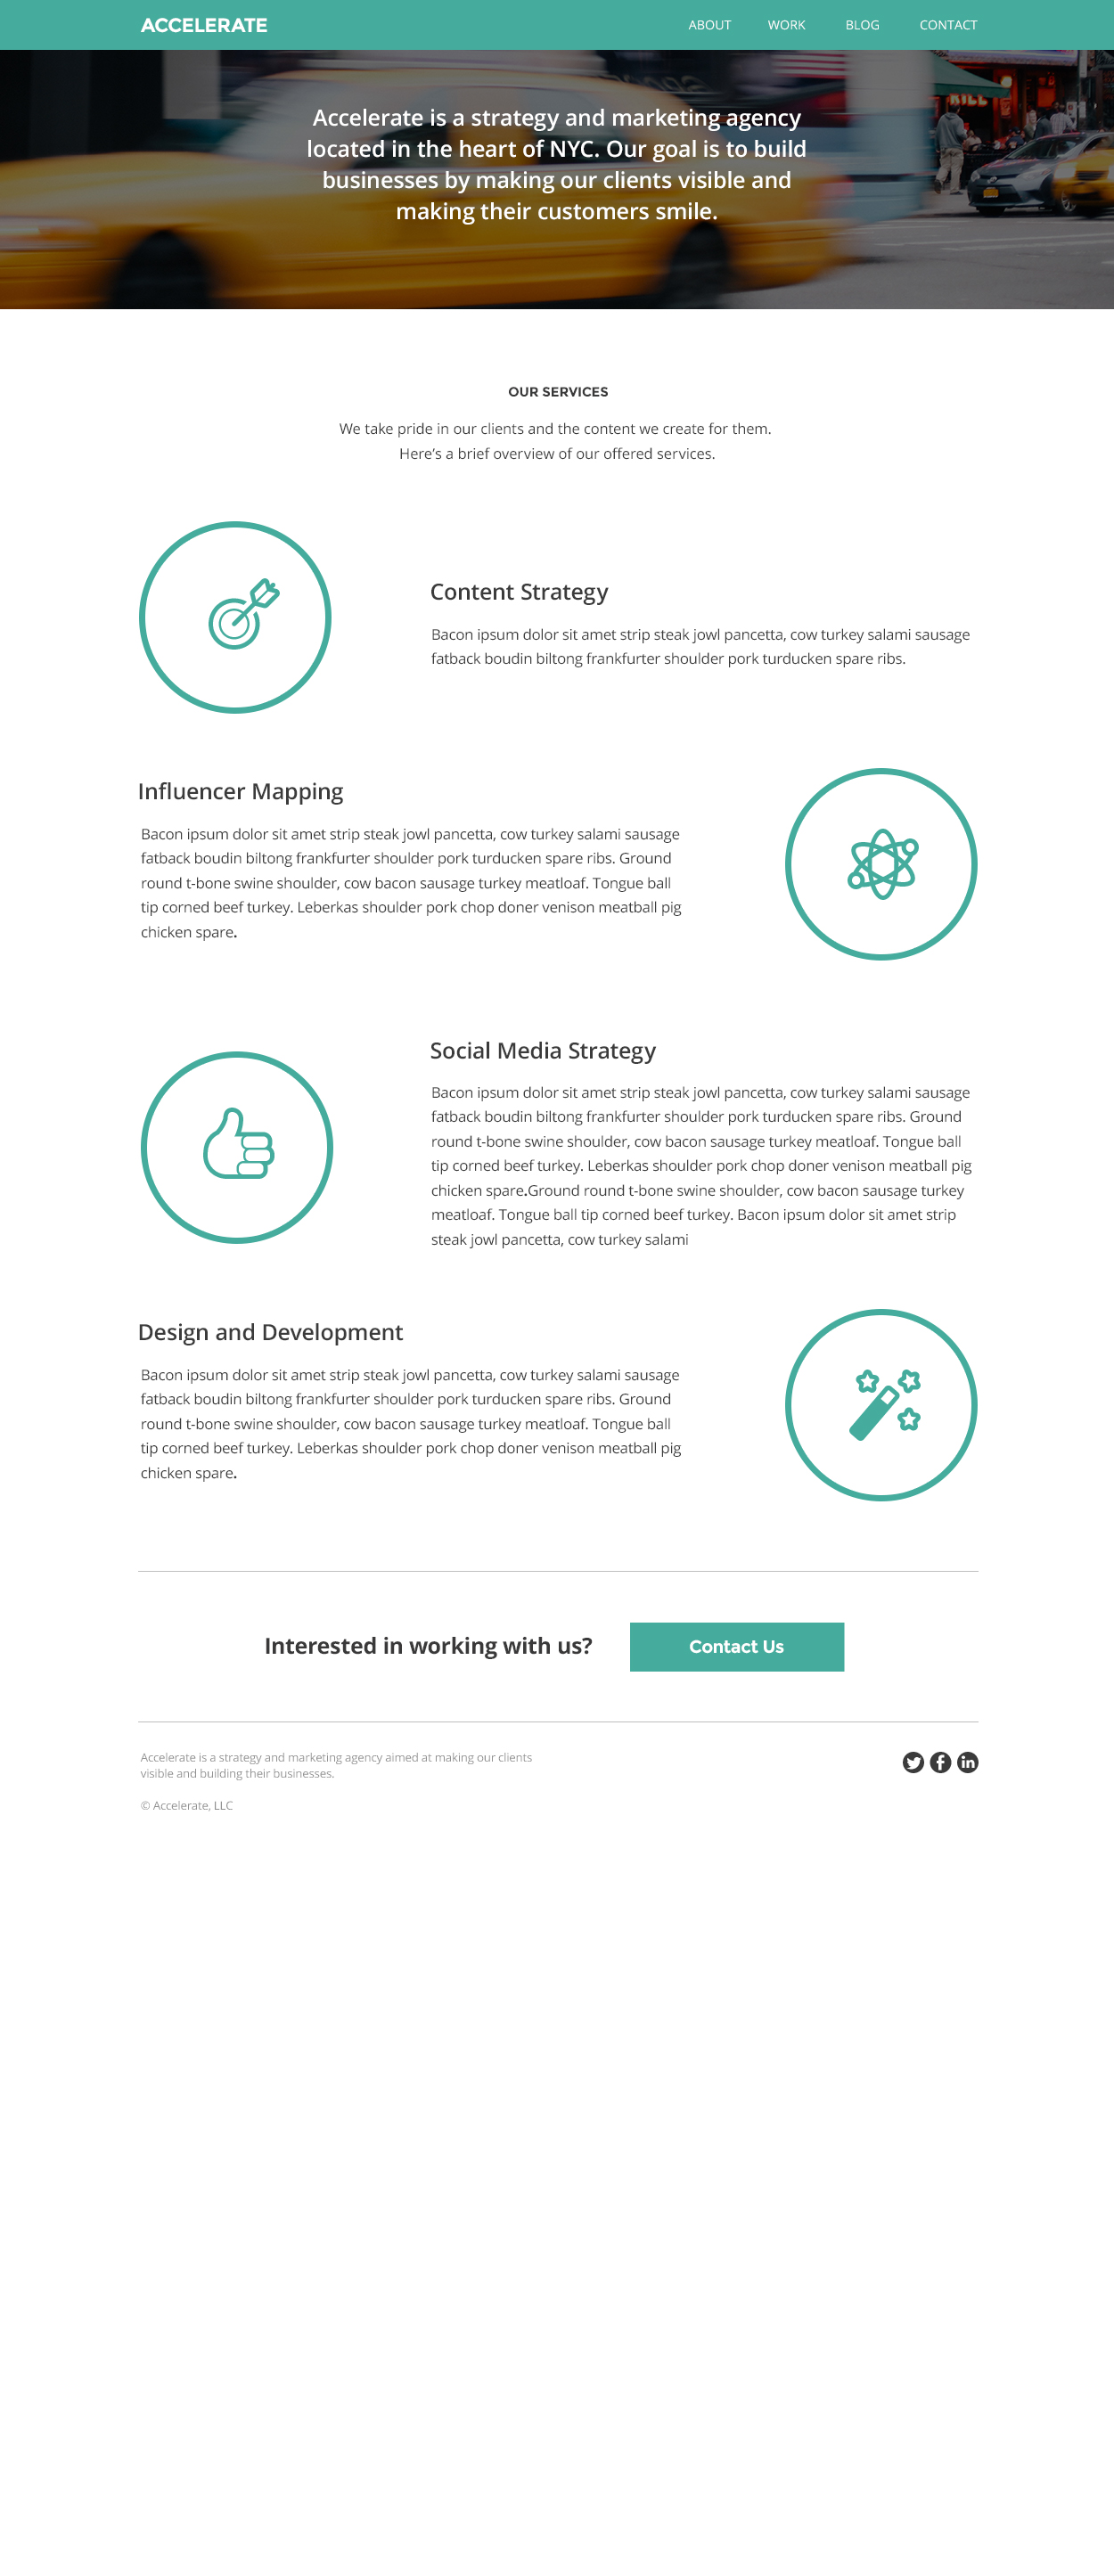 ACCELERATE
ABOUT WORK BLOG CONTACT
Accelerate is a strategy and marketing agency
located in the heart of NYC. Our goal is to build
businesses by making our clients visible and
making their customers smile.
OUR SERVICES
We take pride in our clients and the content we create for them.
Here's a brief overview of our offered services.
Content Strategy
Bacon ipsum dolor sit amet strip steak jowl pancetta, cow turkey salami sausage
fatback boudin biltong frankfurter shoulder pork turducken spare ribs.
Influencer Mapping
Bacon ipsum dolor sit amet strip steak jowl pancetta, cow turkey salami sausage
fatback boudin biltong frankfurter shoulder pork turducken spare ribs. Ground
round t-bone swine shoulder, cow bacon sausage turkey meatloaf. Tongue ball
tip corned beef turkey. Leberkas shoulder pork chop doner venison meatball pig
chicken spare.
Social Media Strategy
Bacon ipsum dolor sit amet strip steak jowl pancetta, cow turkey salami sausage
fatback boudin biltong frankfurter shoulder pork turducken spare ribs. Ground
round t-bone swine shoulder, cow bacon sausage turkey meatloaf. Tongue ball
tip corned beef turkey. Leberkas shoulder pork chop doner venison meatball pig
chicken spare.Ground round t-bone swine shoulder, cow bacon sausage turkey
meatloaf. Tongue ball tip corned beef turkey. Bacon ipsum dolor sit amet strip
steak jowl pancetta, cow turkey salami
Design and Development
Bacon ipsum dolor sit amet strip steak jowl pancetta, cow turkey salami sausage
fatback boudin biltong frankfurter shoulder pork turducken spare ribs. Ground
round t-bone swine shoulder, cow bacon sausage turkey meatloaf. Tongue ball
tip corned beef turkey. Leberkas shoulder pork chop doner venison meatball pig
chicken spare.
Interested in working with us?
Contact Us
Accelerate is a strategy and marketing agency aimed at making our clients
visible and building their businesses.
© Accelerate, LLC